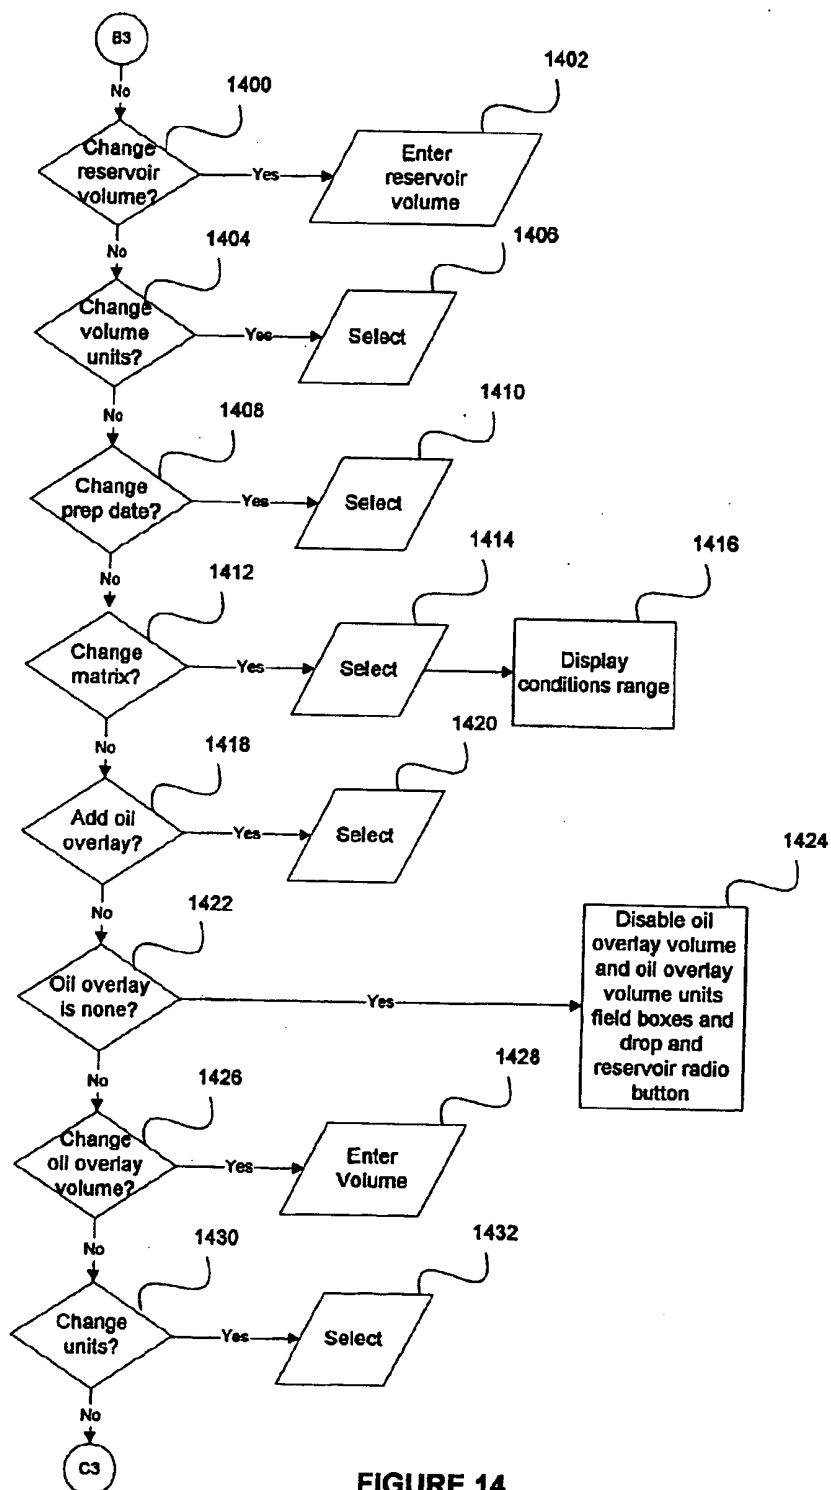 B3
No
1400
Change
reservoir
volume?
Yes
1402
Enter
reservoir
volume
No
1404
Change
volume
units?
Yes
1406
Select
No
1408
Change
prep date?
Yes
1410
Select
No
1412
Change
matrix?
Yes
1414
Select
1416
Display
conditions range
No
1418
Add oil
overlay?
Yes
1420
Select
No
1422
Oil overlay
is none?
Yes
1424
Disable oil
overlay volume
and oil overlay
volume units
field boxes and
drop and
reservoir radio
button
No
1426
Change
oil overlay
volume?
Yes
1428
Enter
Volume
No
1430
Change
units?
Yes
1432
Select
No
C3
FIGURE 14